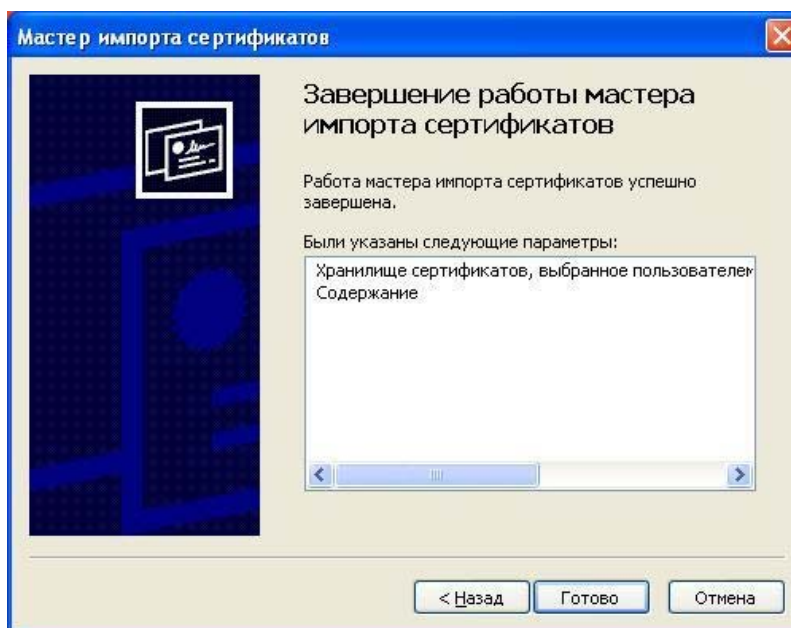 Мастер импорта сертификатов
Завершение работы мастера
импорта сертификатов
Работа мастера импорта сертификатов успешно
завершена.
Были указаны следующие параметры:
Хранилище сертификатов, выбранное пользователем
Содержание
< Назад
Готово
Отмена